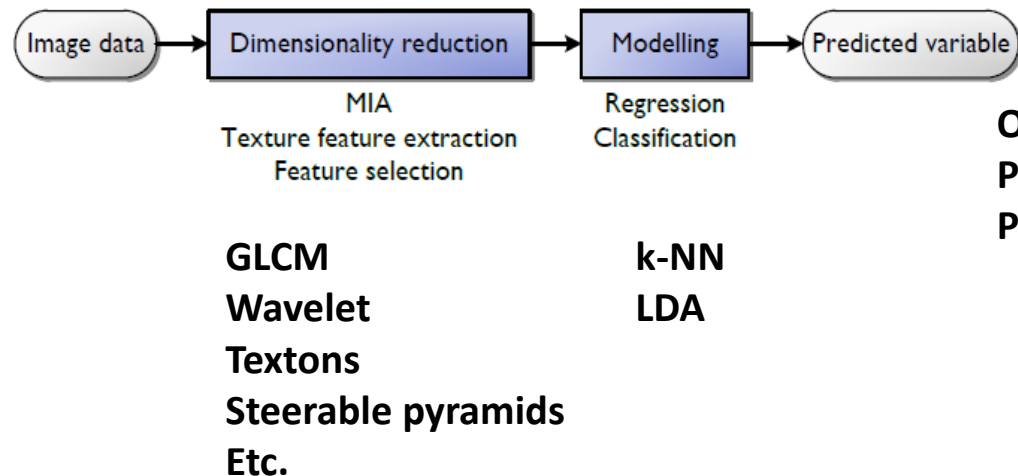 Image data
Dimensionality reduction
Modelling
Predicted variable
MIA
Texture feature extraction
Feature selection
Regression
Classification
O
P
P
GLCM
Wavelet
Textons
Steerable pyramids
Etc.
k-NN
LDA